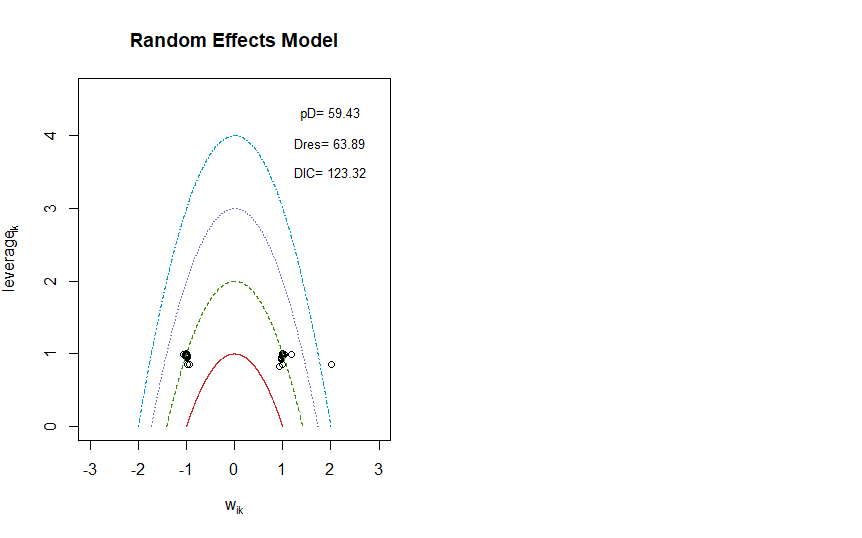 Random Effects Model
pD= 59.43
Dres= 63.89
DIC= 123.32
leverage_ik
4
3
2
1
0
-3 -2 -1 0 1 2 3
w_ik